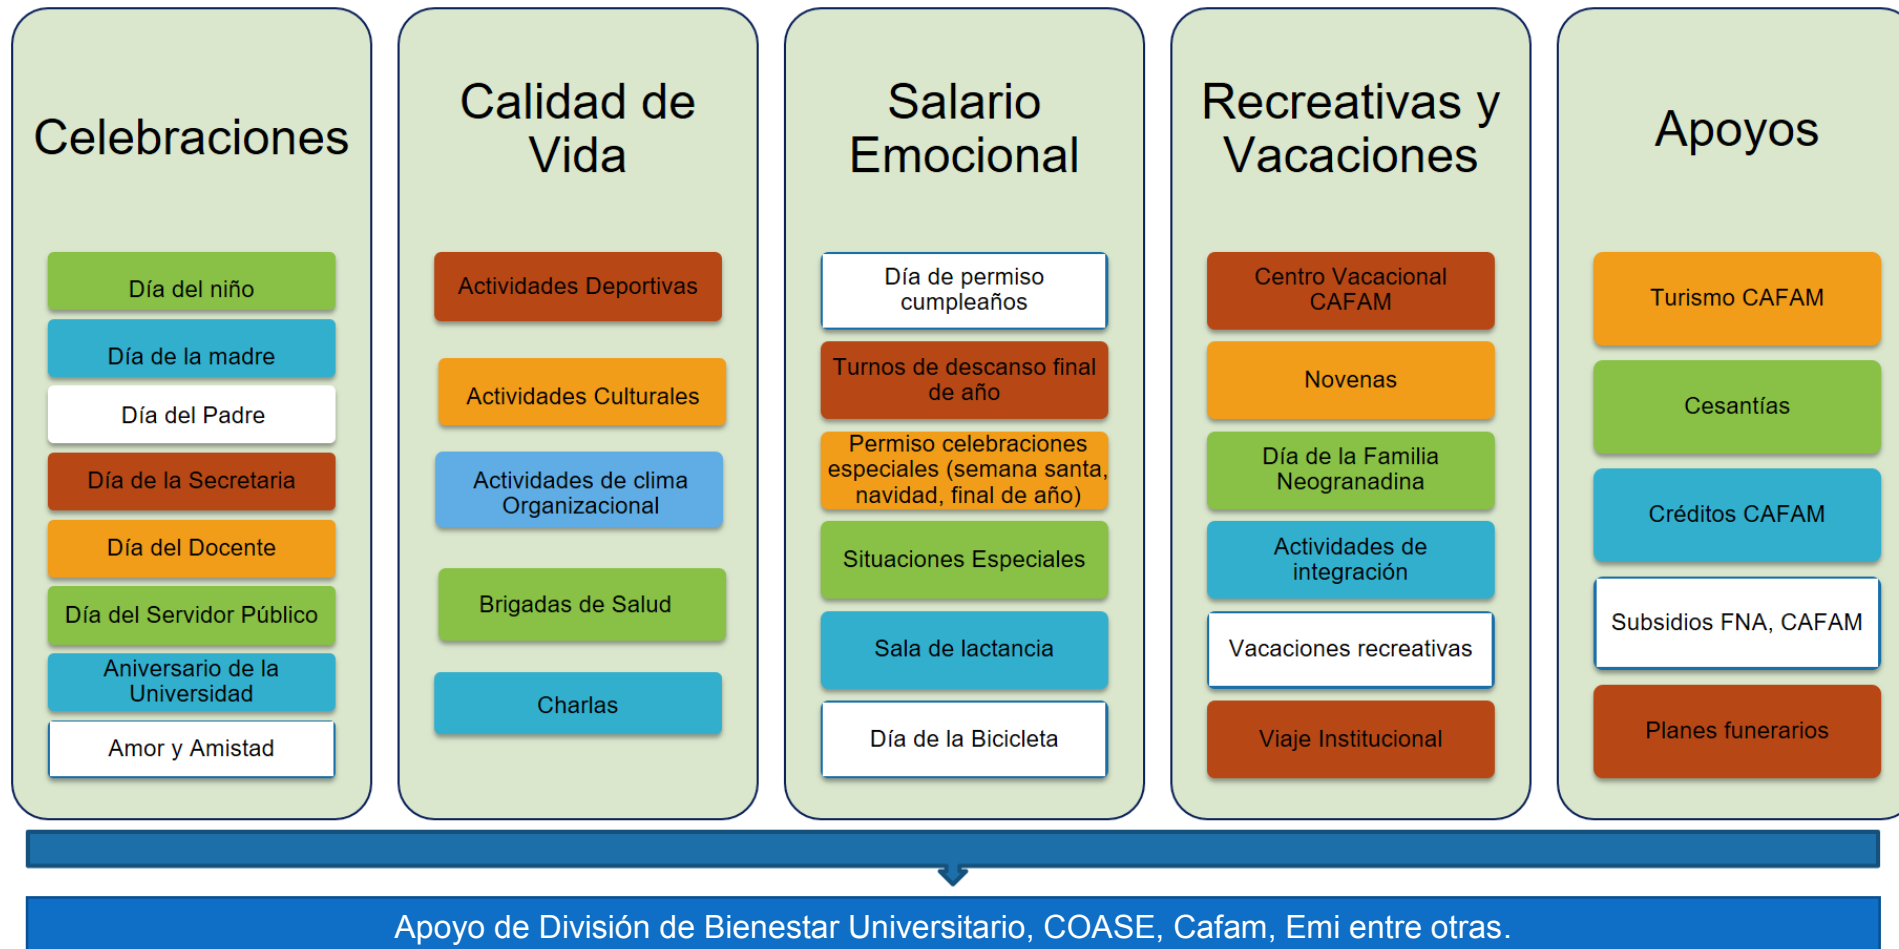 Celebraciones
Día del niño
Día de la madre
Día del Padre
Día de la Secretaria
Día del Docente
Día del Servidor Público
Aniversario de la
Universidad
Amor y Amistad
Calidad de
Vida
Actividades Deportivas
Actividades Culturales
Actividades de clima
Organizacional
Brigadas de Salud
Charlas
Salario
Emocional
Día de permiso
cumpleaños
Turnos de descanso final
de año
Permiso celebraciones
especiales (semana santa,
navidad, final de año)
Situaciones Especiales
Sala de lactancia
Día de la Bicicleta
Recreativas y
Vacaciones
Centro Vacacional
CAFAM
Novenas
Día de la Familia
Neogranadina
Actividades de
integración
Vacaciones recreativas
Viaje Institucional
Apoyos
Turismo CAFAM
Cesantías
Créditos CAFAM
Subsidios FNA, CAFAM
Planes funerarios
Apoyo de División de Bienestar Universitario, COASE, Cafam, Emi entre otras.